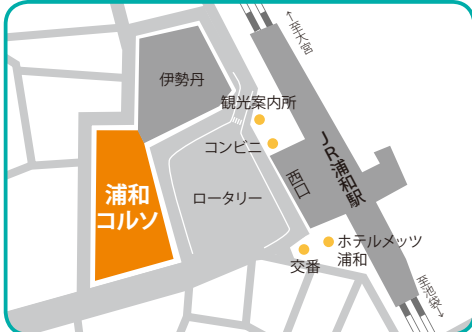 ←至大宮
伊勢丹
観光案内所
コンビニ
JR浦和駅
西口
浦和
コルソ
ロータリー
ホテルメッツ
浦和
交番
至池袋→